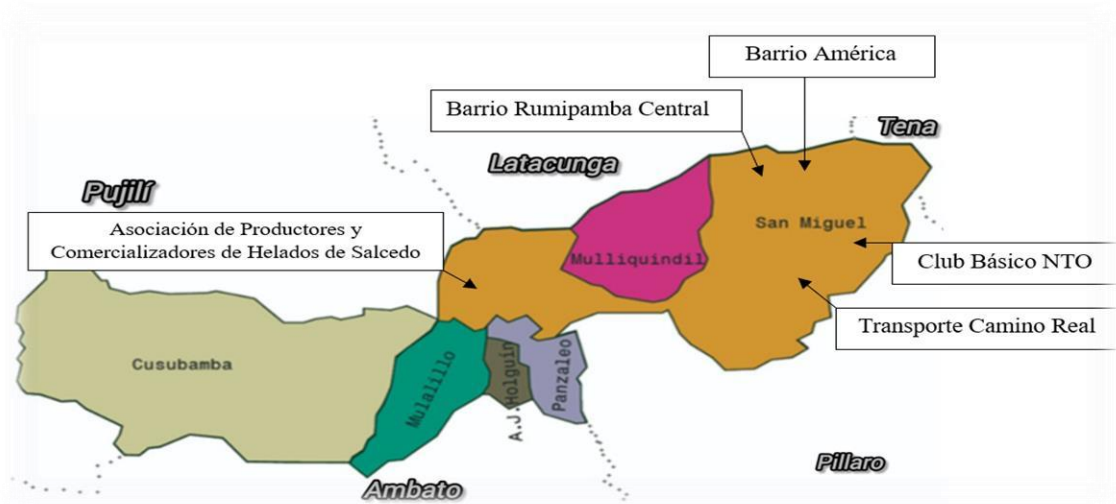 Barrio América
Barrio Rumipamba Central
Tena
Latacunga
Pujilí
Asociación de Productores y
Comercializadores de Helados de Salcedo
San Miguel
Mulliquindil
Club Básico NTO
Transporte Camino Real
Cusubamba
Mulalillo
A.J.Holguín
Panzaleo
Píllaro
Ambato